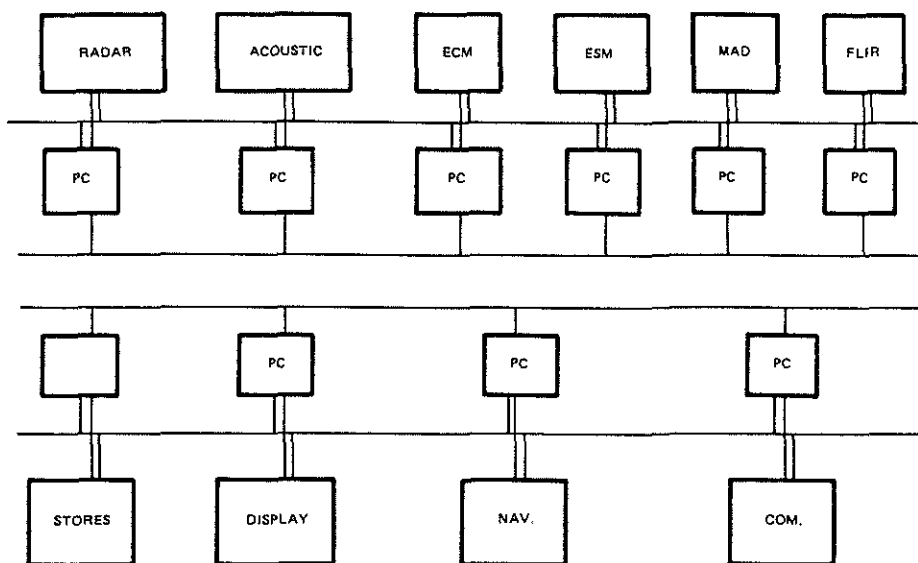 RADAR
ACOUSTIC
ECM
ESM
MAD
FLIR
PC
PC
PC
PC
PC
PC
PC
PC
PC
STORES
DISPLAY
NAV.
COM.